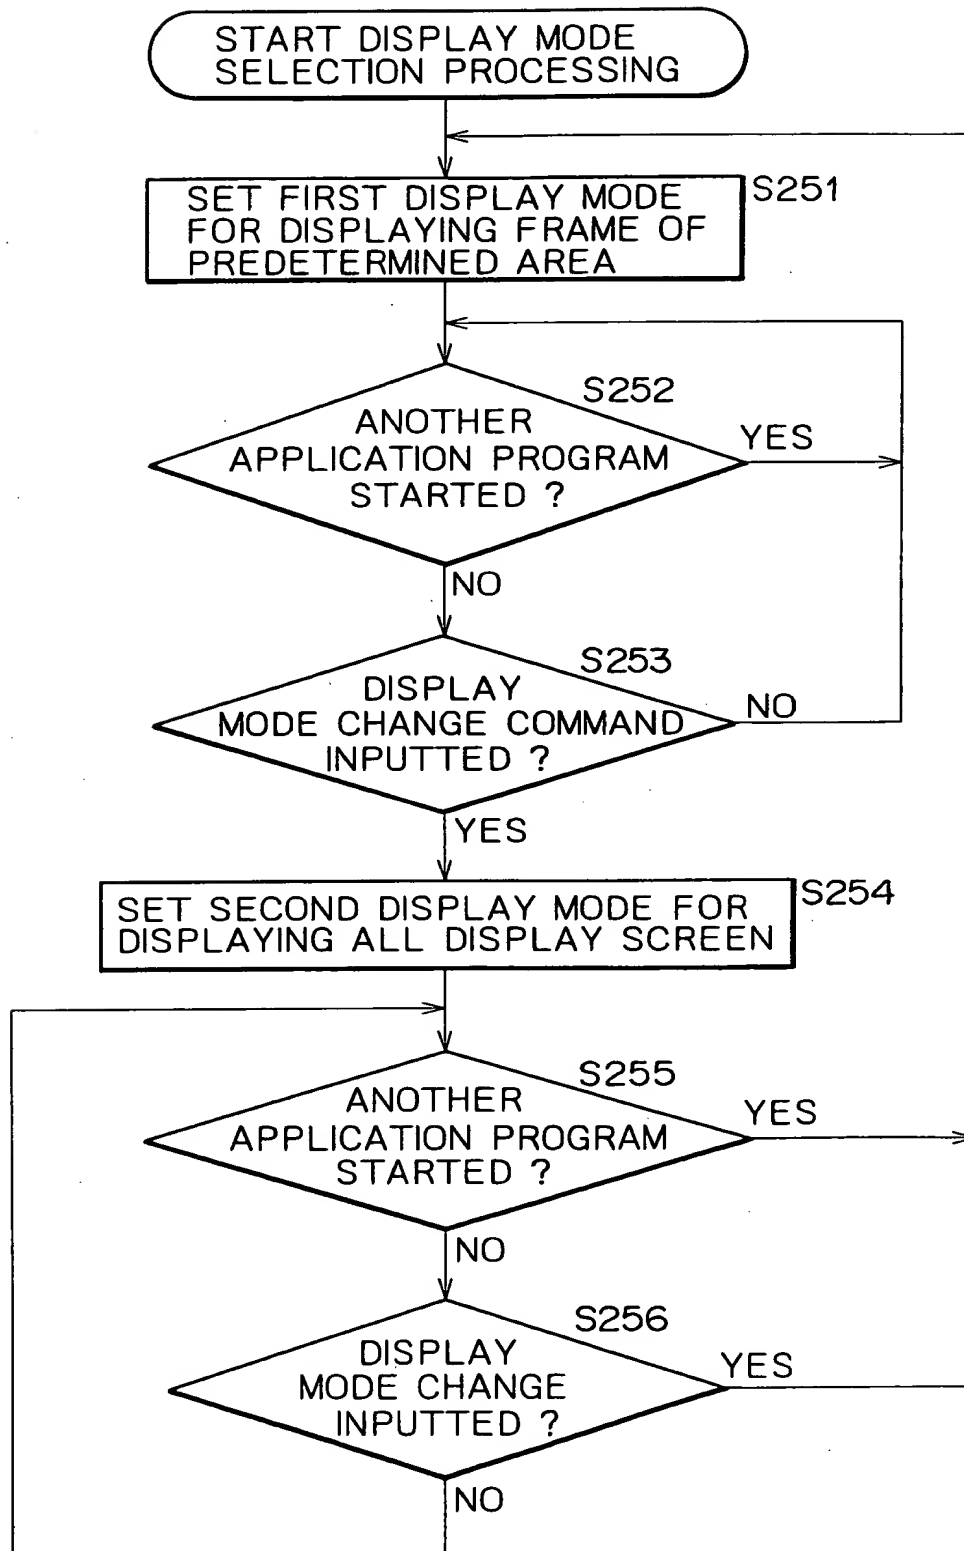 START DISPLAY MODE
SELECTION PROCESSING
SET FIRST DISPLAY MODE
FOR DISPLAYING FRAME OF
PREDETERMINED AREA
S251
S252
ANOTHER
APPLICATION PROGRAM
STARTED ?
YES
NO
S253
DISPLAY
MODE CHANGE COMMAND
INPUTTED ?
NO
YES
SET SECOND DISPLAY MODE FOR
DISPLAYING ALL DISPLAY SCREEN
S254
S255
ANOTHER
APPLICATION PROGRAM
STARTED ?
YES
NO
S256
DISPLAY
MODE CHANGE
INPUTTED ?
YES
NO